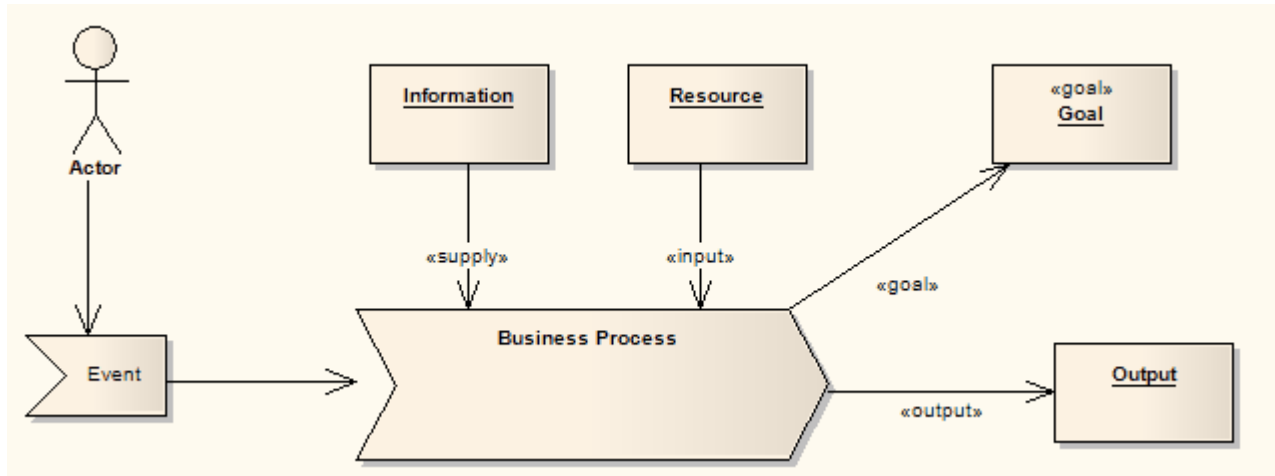 Actor
Information
Resource
«goal»
Goal
«supply»
«input»
«goal»
Event
Business Process
Output
«output»